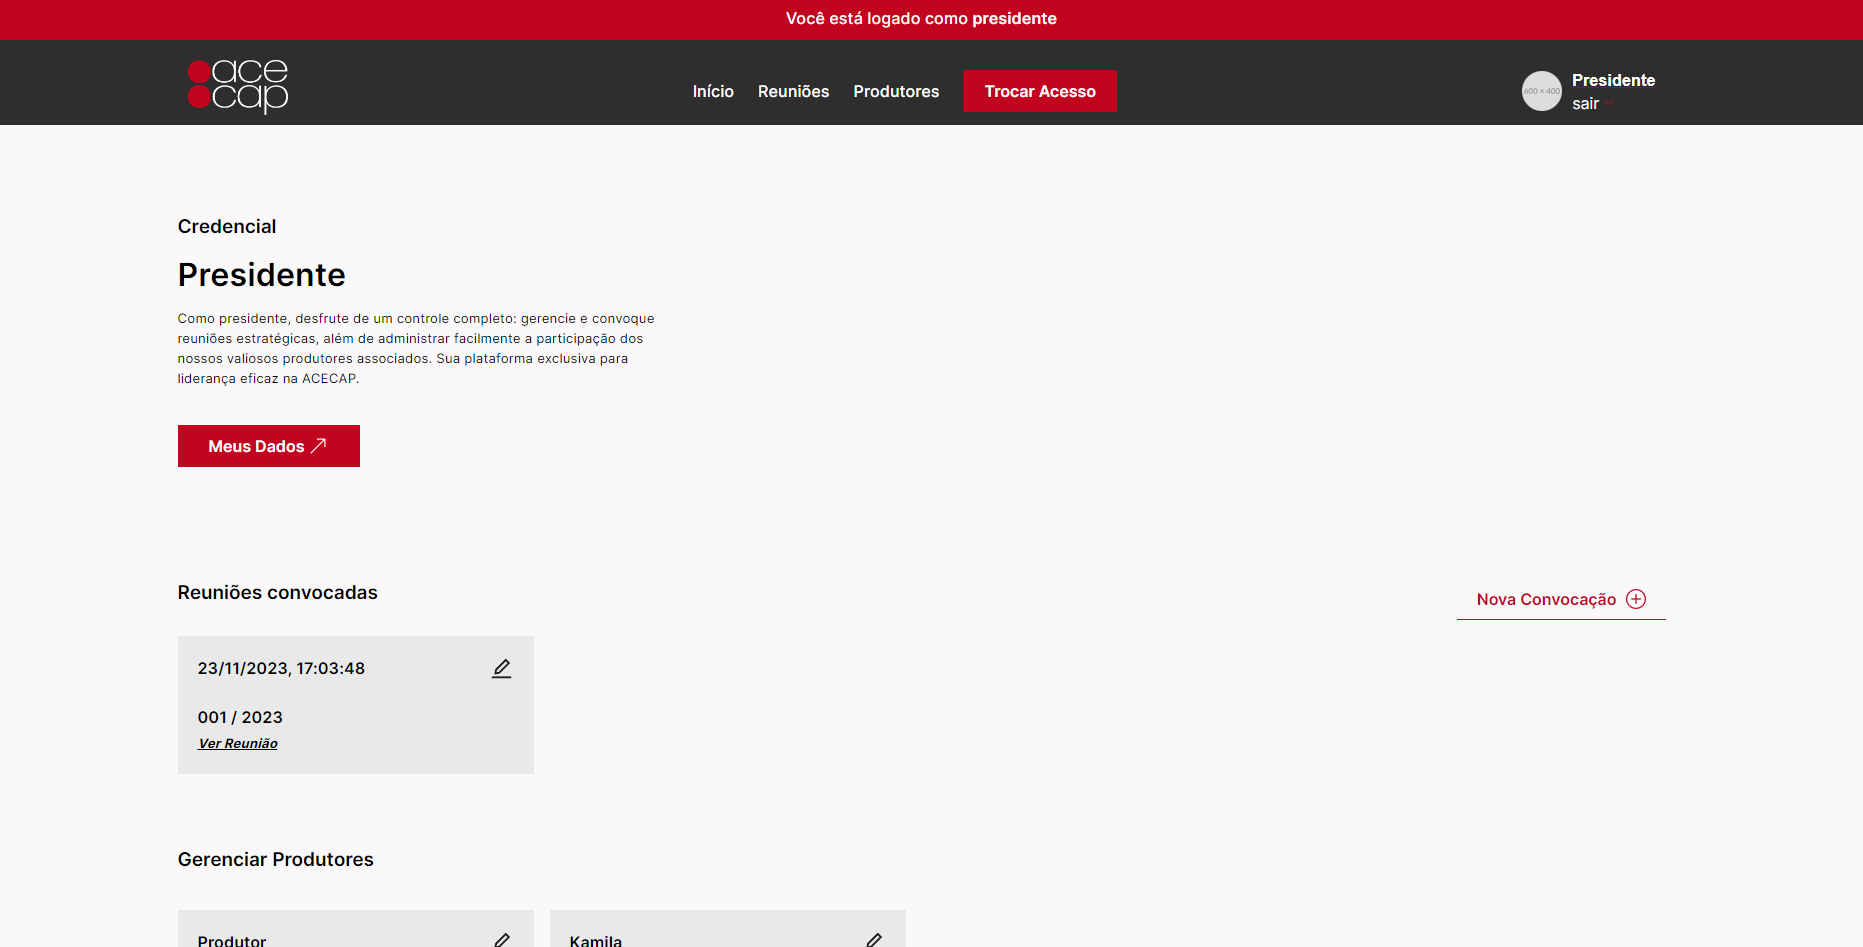 Você está logado como presidente
ace
cap
Início Reuniões Produtores Trocar Acesso
600 × 400
Presidente
sair
Credencial
Presidente
Como presidente, desfrute de um controle completo: gerencie e convoque
reuniões estratégicas, além de administrar facilmente a participação dos
nossos valiosos produtores associados. Sua plataforma exclusiva para
liderança eficaz na ACECAP.
Meus Dados
Reuniões convocadas
Nova Convocação
23/11/2023, 17:03:48
001 / 2023
Ver Reunião
Gerenciar Produtores
Produtor
Kamila